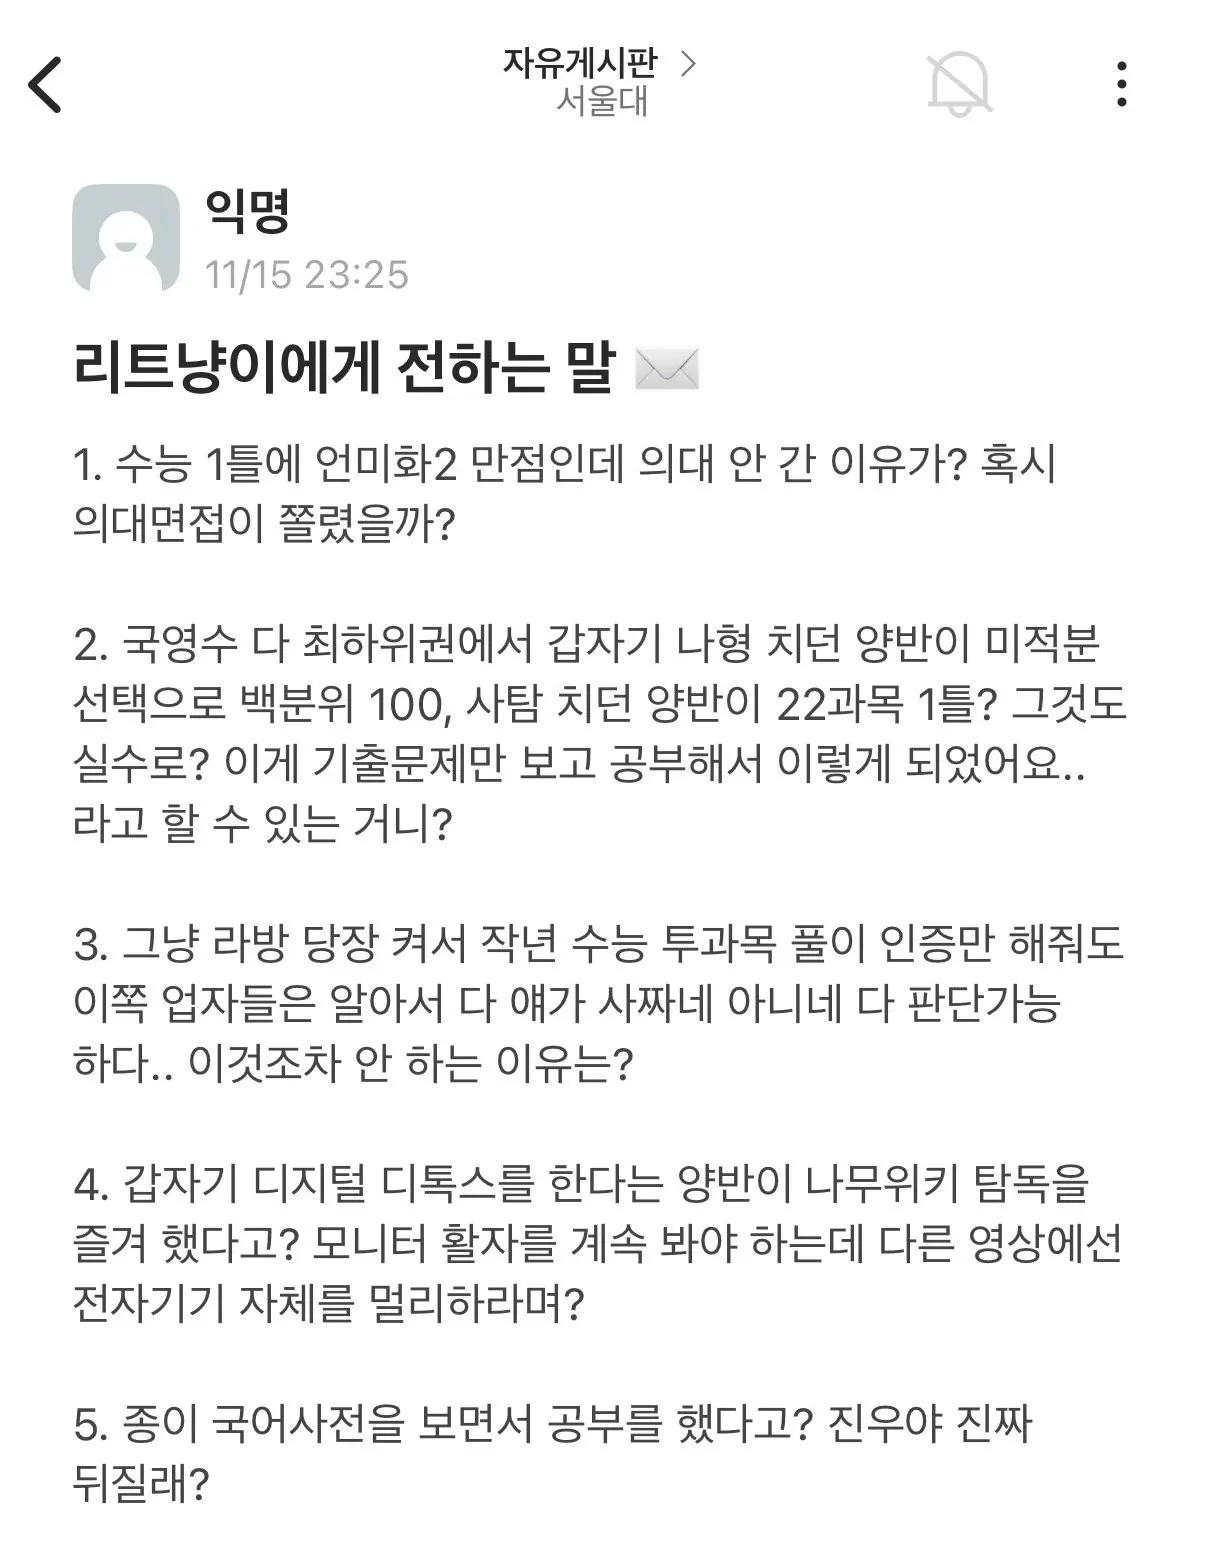 자유게시판
서울대
익명
11/15 23:25
리트냥이에게 전하는 말
1. 수능 1틀에 언미화2 만점인데 의대 안 간 이유가? 혹시
의대면접이 쫄렸을까?
2. 국영수 다 최하위권에서 갑자기 나형 치던 양반이 미적분
선택으로 백분위 100, 사탐 치던 양반이 22과목 1틀? 그것도
실수로? 이게 기출문제만 보고 공부해서 이렇게 되었어요..
라고 할 수 있는 거니?
3. 그냥 라방 당장 켜서 작년 수능 투과목 풀이 인증만 해줘도
이쪽 업자들은 알아서 다 얘가 사짜네 아니네 다 판단가능
하다.. 이것조차 안 하는 이유는?
4. 갑자기 디지털 디톡스를 한다는 양반이 나무위키 탐독을
즐겨 했다고? 모니터 활자를 계속 봐야 하는데 다른 영상에선
전자기기 자체를 멀리하라며?
5. 종이 국어사전을 보면서 공부를 했다고? 진우야 진짜
뒤질래?